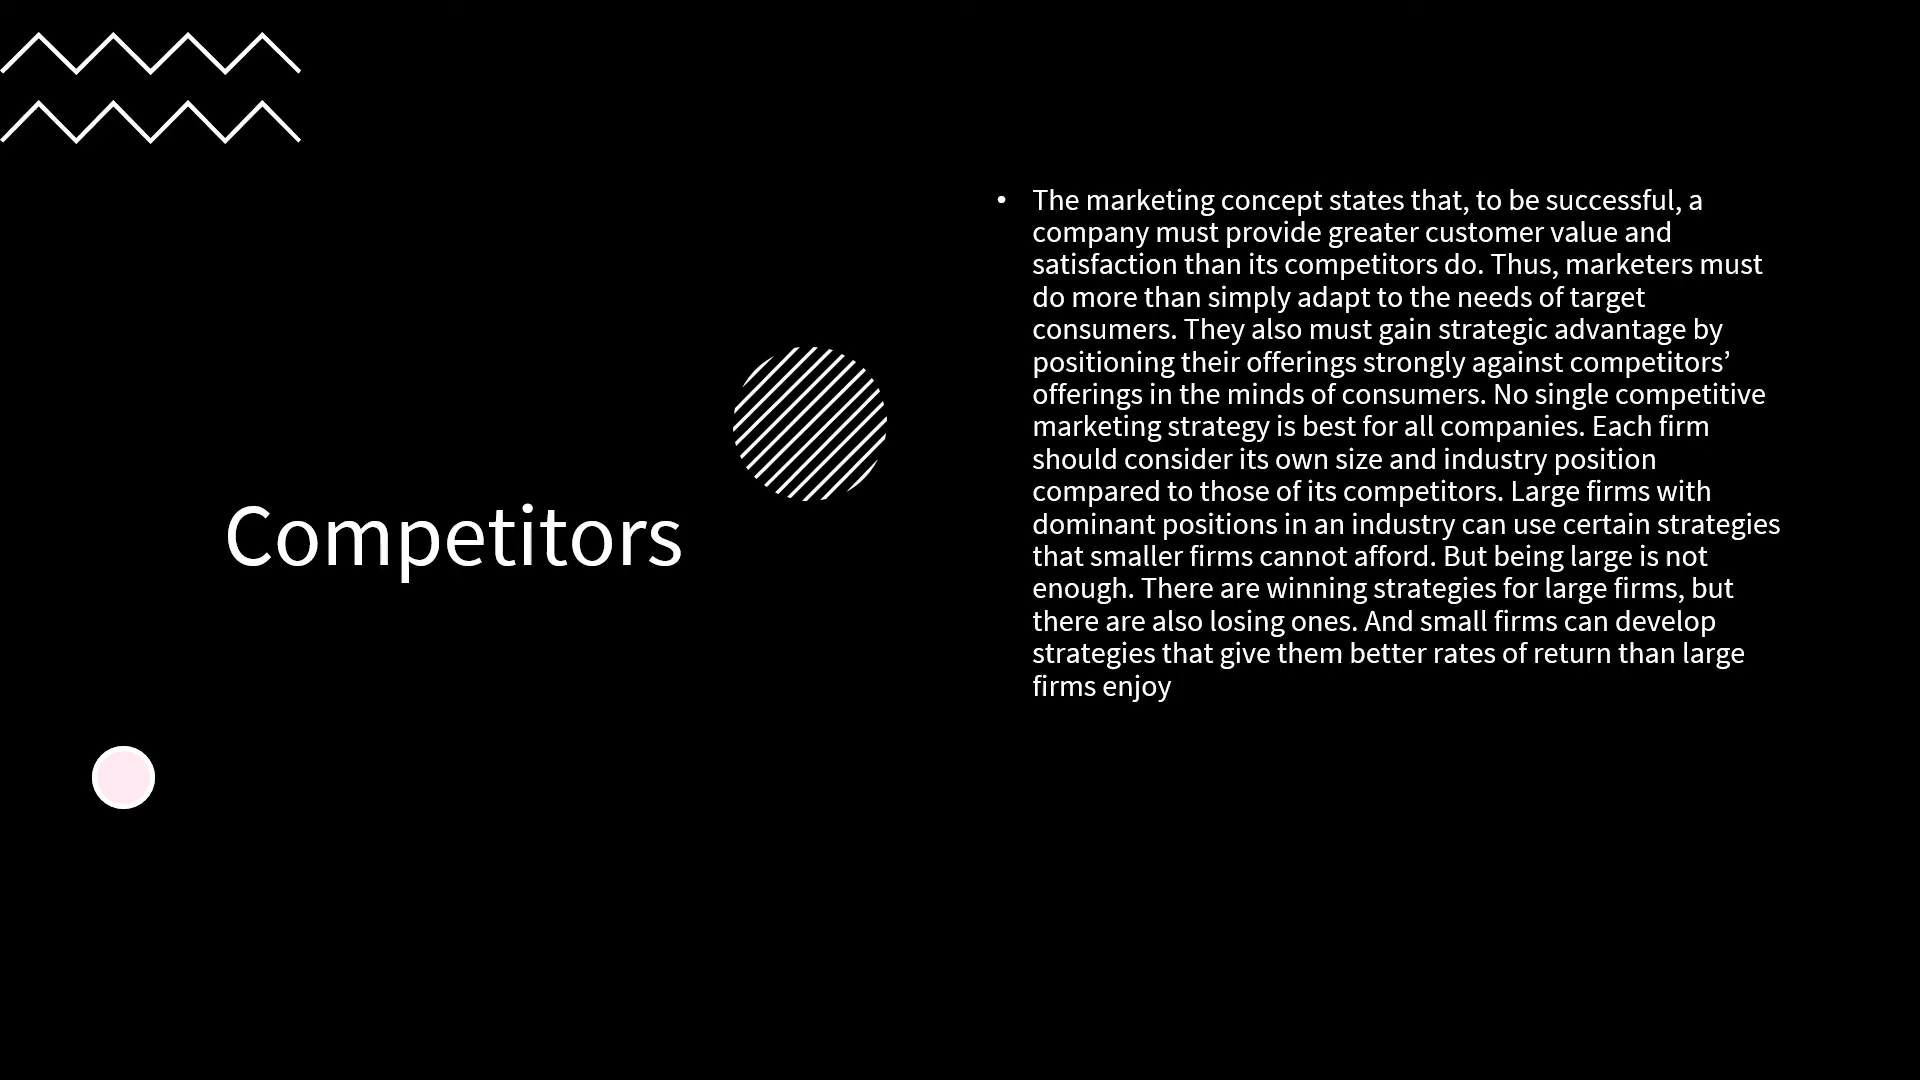 Competitors
• The marketing concept states that, to be successful, a
company must provide greater customer value and
satisfaction than its competitors do. Thus, marketers must
do more than simply adapt to the needs of target
consumers. They also must gain strategic advantage by
positioning their offerings strongly against competitors’
offerings in the minds of consumers. No single competitive
marketing strategy is best for all companies. Each firm
should consider its own size and industry position
compared to those of its competitors. Large firms with
dominant positions in an industry can use certain strategies
that smaller firms cannot afford. But being large is not
enough. There are winning strategies for large firms, but
there are also losing ones. And small firms can develop
strategies that give them better rates of return than large
firms enjoy